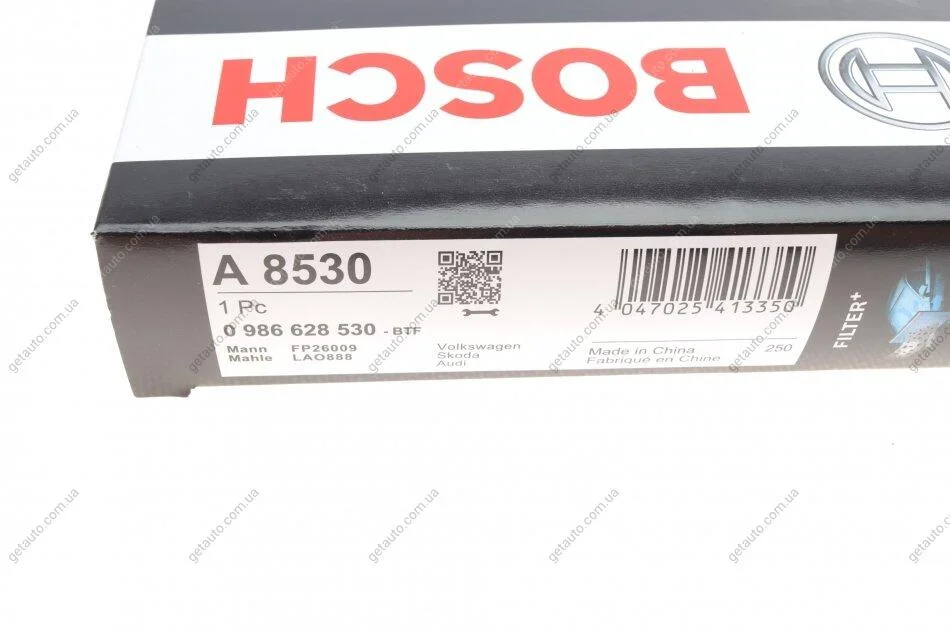 BOSCH
A 8530
1 Pc
0 986 628 530 - BTF
Mann FP26009
Mahle LAO888
Volkswagen
Skoda
Audi
4 047025 413350
Made in China 250
Fabriqué en Chine
FILTER+
getauto.com.ua